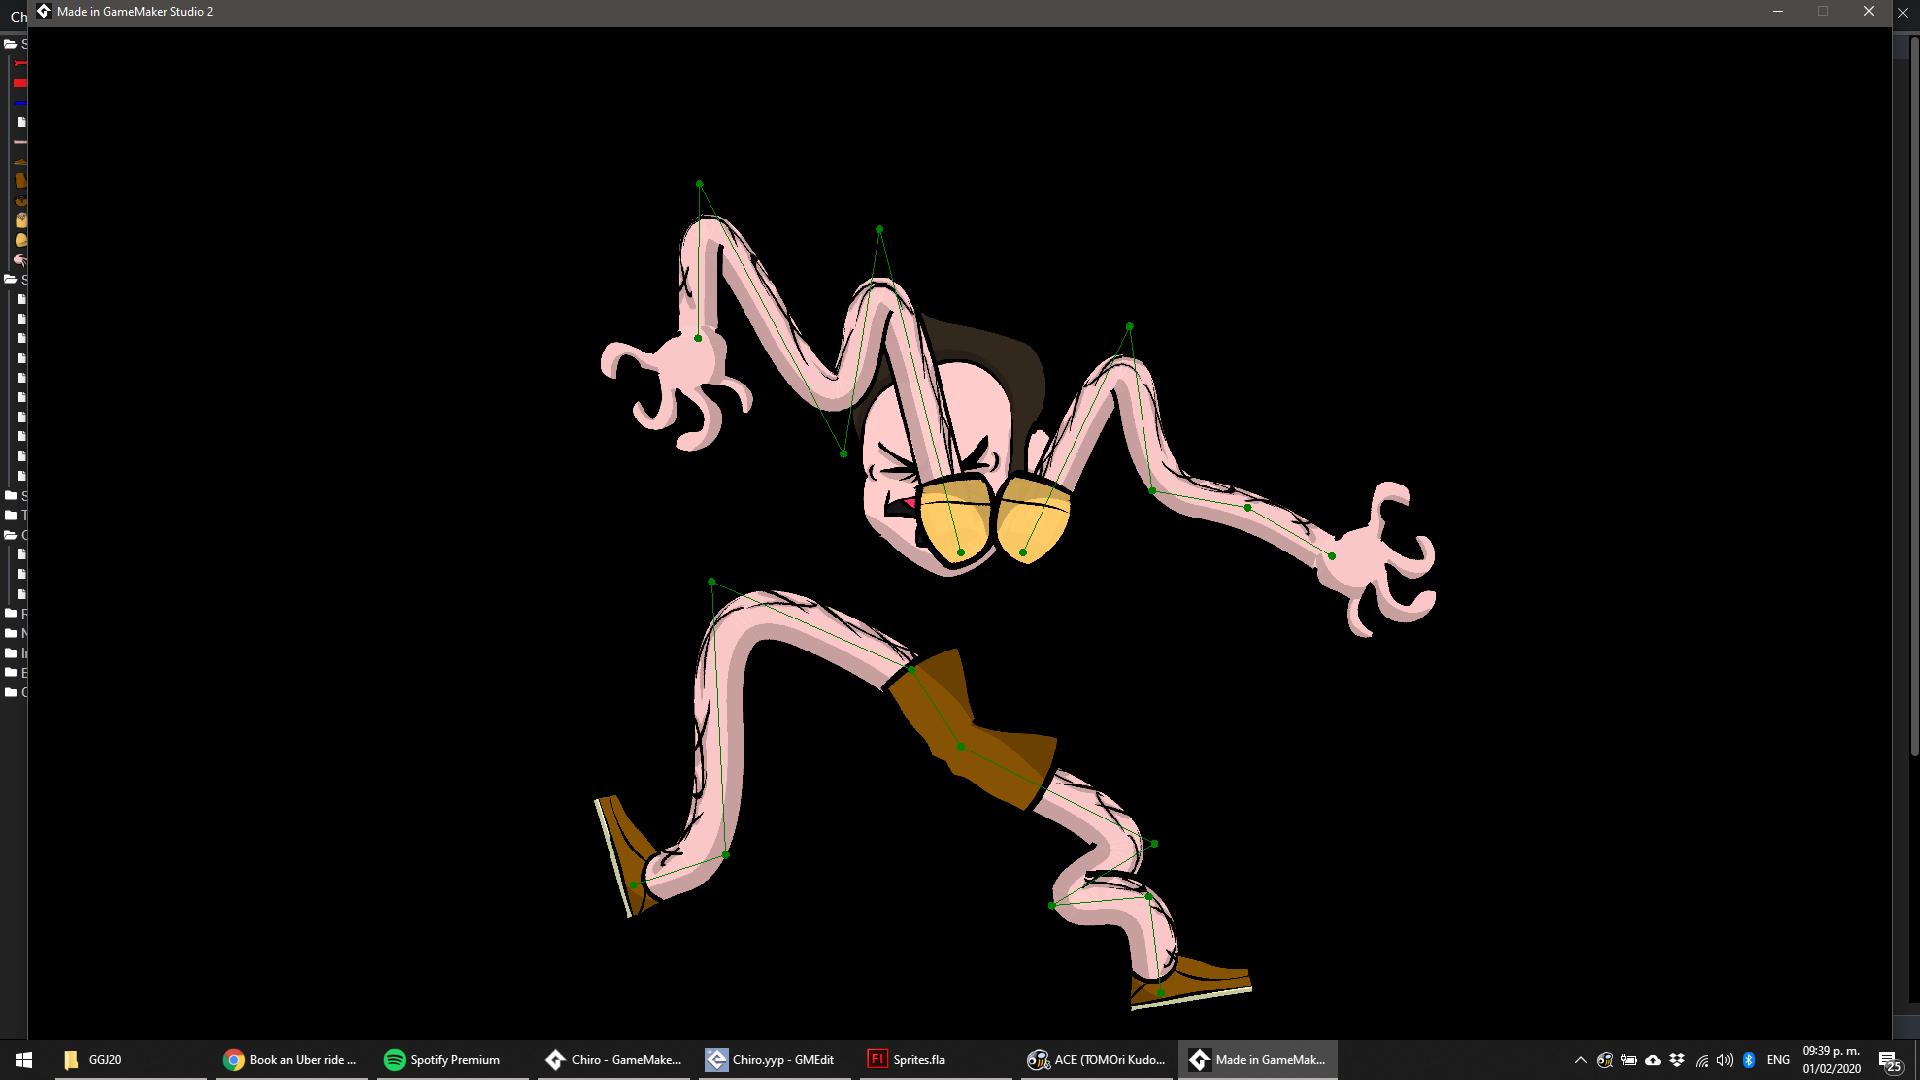 Ch
Made in GameMaker Studio 2
GGJ20
Book an Uber ride ...
Spotify Premium
Chiro - GameMake...
Chiro.yyp - GMEdit
Sprites.fla
ACE (TOMOri Kudo...
Made in GameMak...
ENG
09:39 p. m.
01/02/2020
25